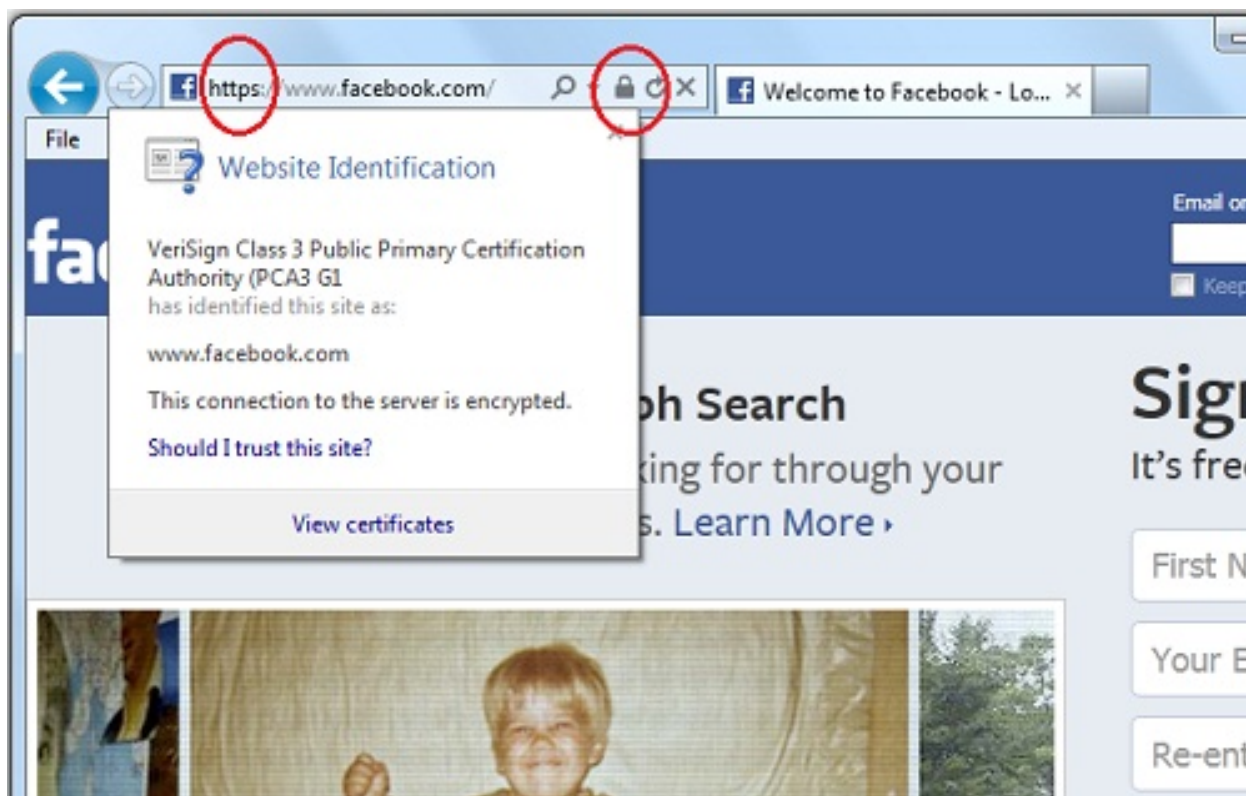 https://www.facebook.com/
Welcome to Facebook - Lo...
File
Website Identification
VeriSign Class 3 Public Primary Certification
Authority (PCA3 G1
has identified this site as:
www.facebook.com
This connection to the server is encrypted.
Should I trust this site?
View certificates
fa
Email or
Keep
ph Search
king for through your
s. Learn More
Sign
It's free
First N
Your E
Re-ent